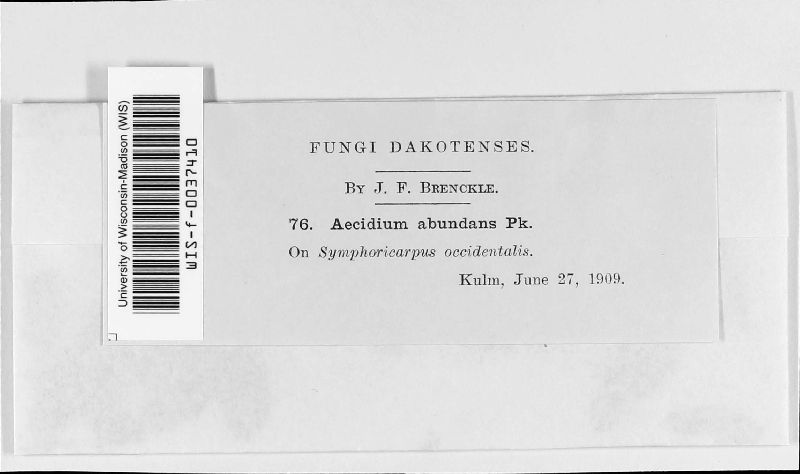 University of Wisconsin-Madison (WIS)
WIS-f-0037410
FUNGI DAKOTENSES.
By J. F. Brenckle.
76. Aecidium abundans Pk.
On Symphoricarpus occidentalis.
Kulm, June 27, 1909.